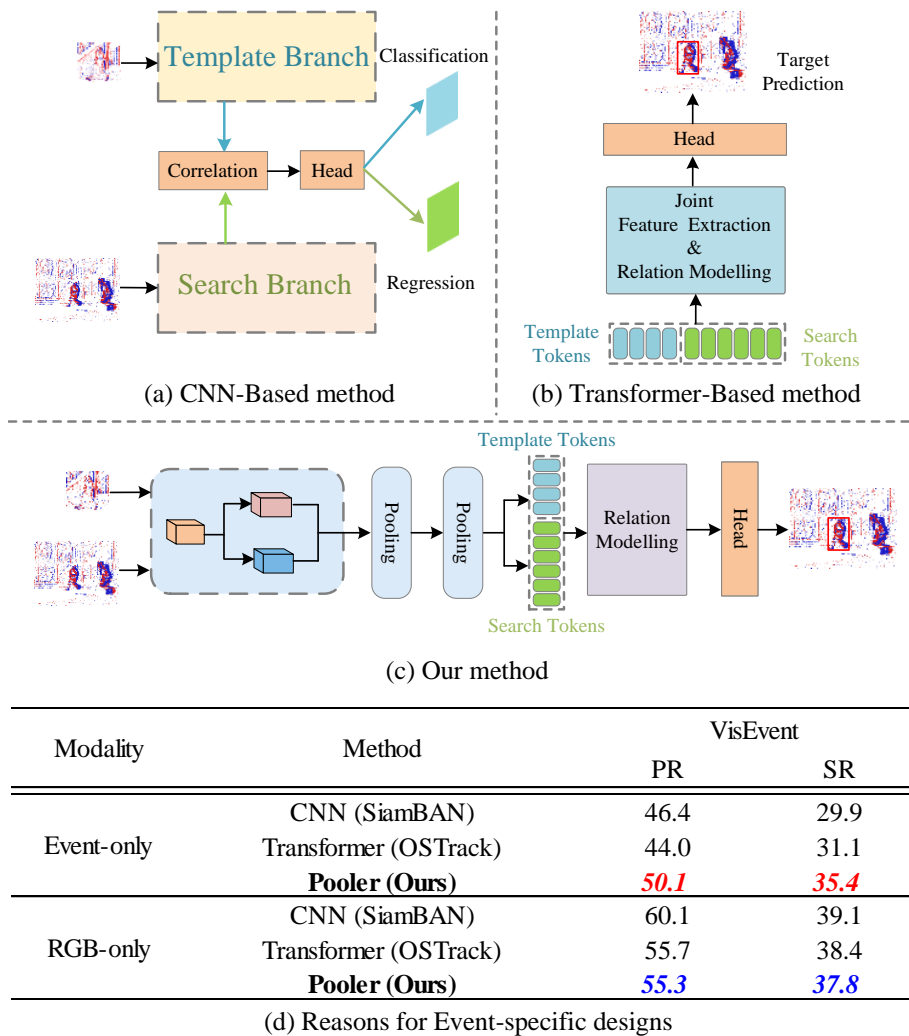 Template Branch
Classification
Correlation
Head
Search Branch
Regression
(a) CNN-Based method
Target
Prediction
Head
Joint
Feature Extraction
&
Relation Modelling
Template
Tokens
Search
Tokens
(b) Transformer-Based method
Template Tokens
Pooling
Pooling
Relation
Modelling
Head
Search Tokens
(c) Our method
Modality Method VisEvent
PR SR
Event-only
CNN (SiamBAN) 46.4 29.9
Transformer (OSTrack) 44.0 31.1
Pooler (Ours) 50.1 35.4
RGB-only
CNN (SiamBAN) 60.1 39.1
Transformer (OSTrack) 55.7 38.4
Pooler (Ours) 55.3 37.8
(d) Reasons for Event-specific designs